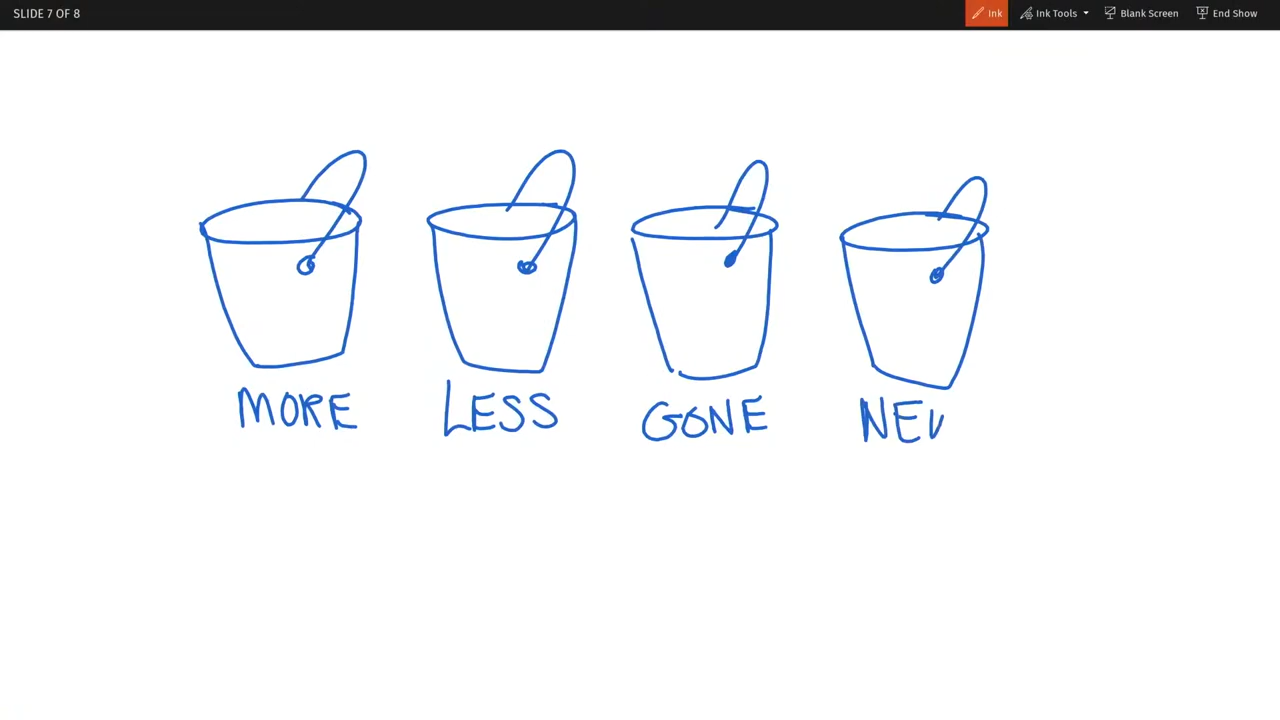 SLIDE 7 OF 8
Ink
Ink Tools
Blank Screen
End Show
MORE LESS GONE NEV